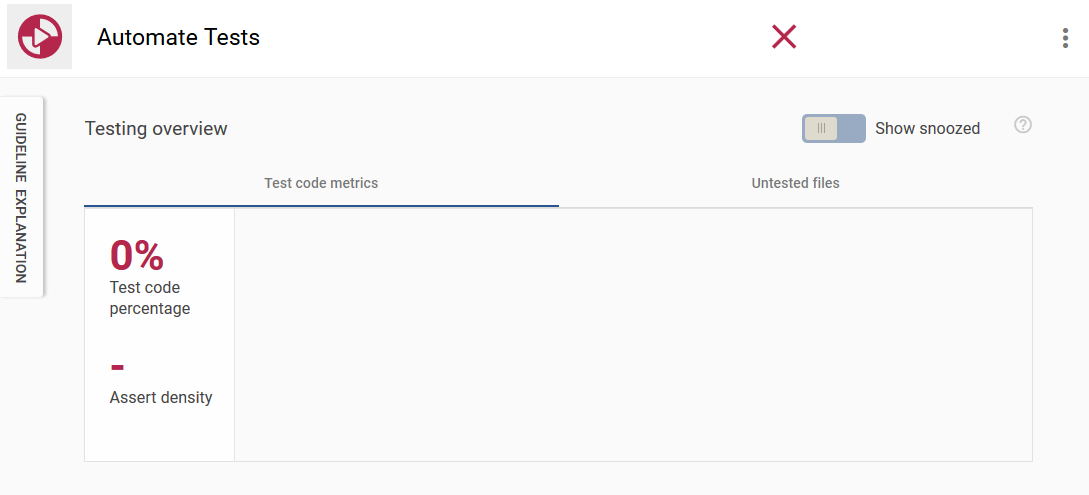 Automate Tests
GUIDELINE EXPLANATION
Testing overview
Show snoozed
Test code metrics
Untested files
0%
Test code
percentage
-
Assert density